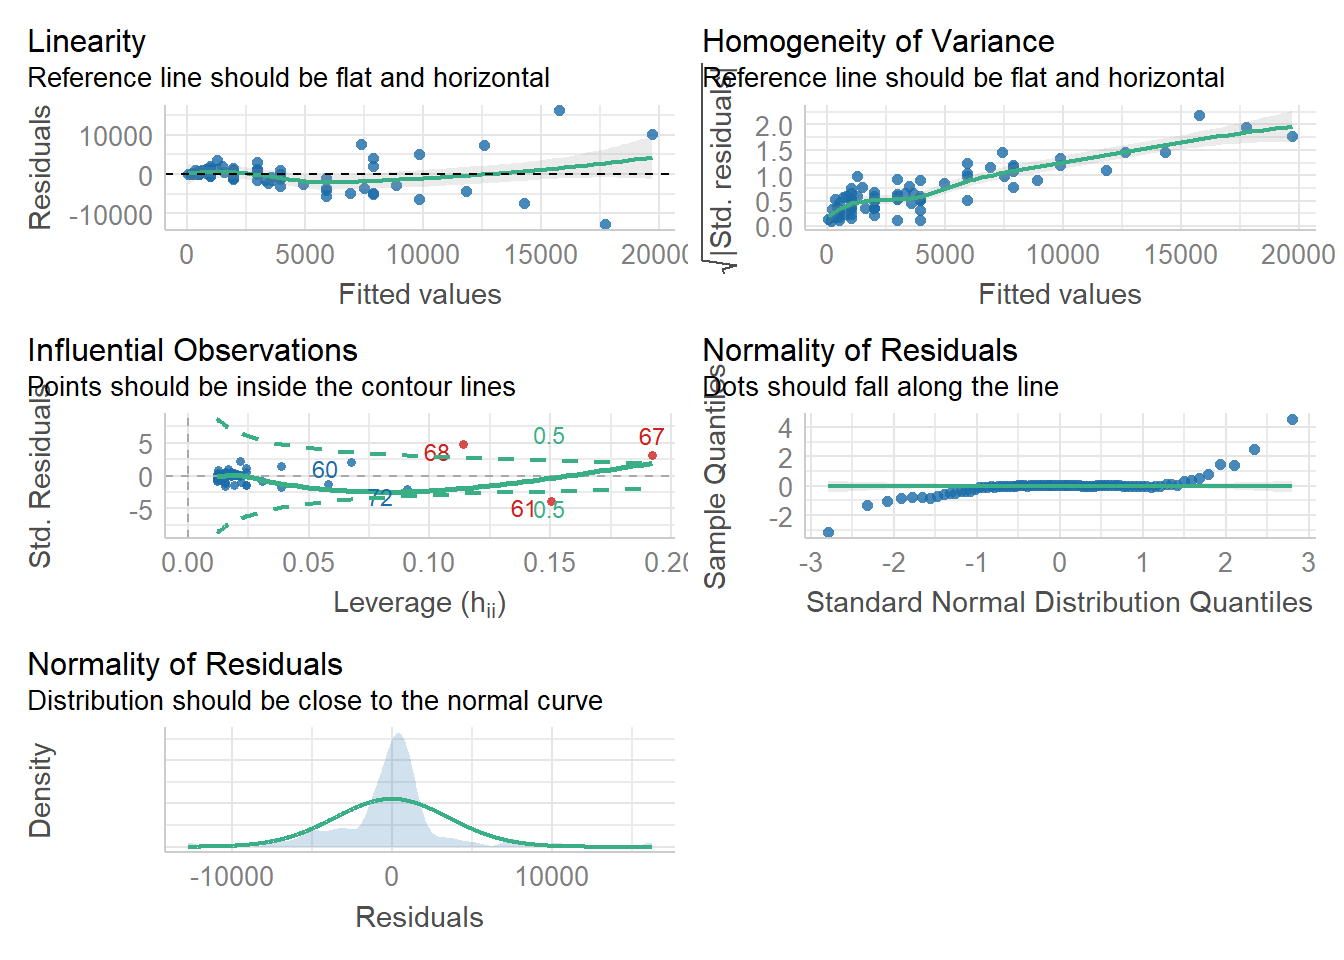 Linearity
Reference line should be flat and horizontal
Residuals
10000
0
-10000
0
5000
10000
15000
20000
Fitted values
Homogeneity of Variance
Reference line should be flat and horizontal
√|Std. residuals|
2.0
1.5
1.0
0.5
0.0
0
5000
10000
15000
20000
Fitted values
Influential Observations
Points should be inside the contour lines
Std. Residuals
5
0
-5
60
72
68
61
67
0.5
0.5
0.00
0.05
0.10
0.15
0.20
Leverage (hii)
Normality of Residuals
Dots should fall along the line
Sample Quantiles
4
2
0
-2
-3
-2
-1
0
1
2
3
Standard Normal Distribution Quantiles
Normality of Residuals
Distribution should be close to the normal curve
Density
-10000
0
10000
Residuals